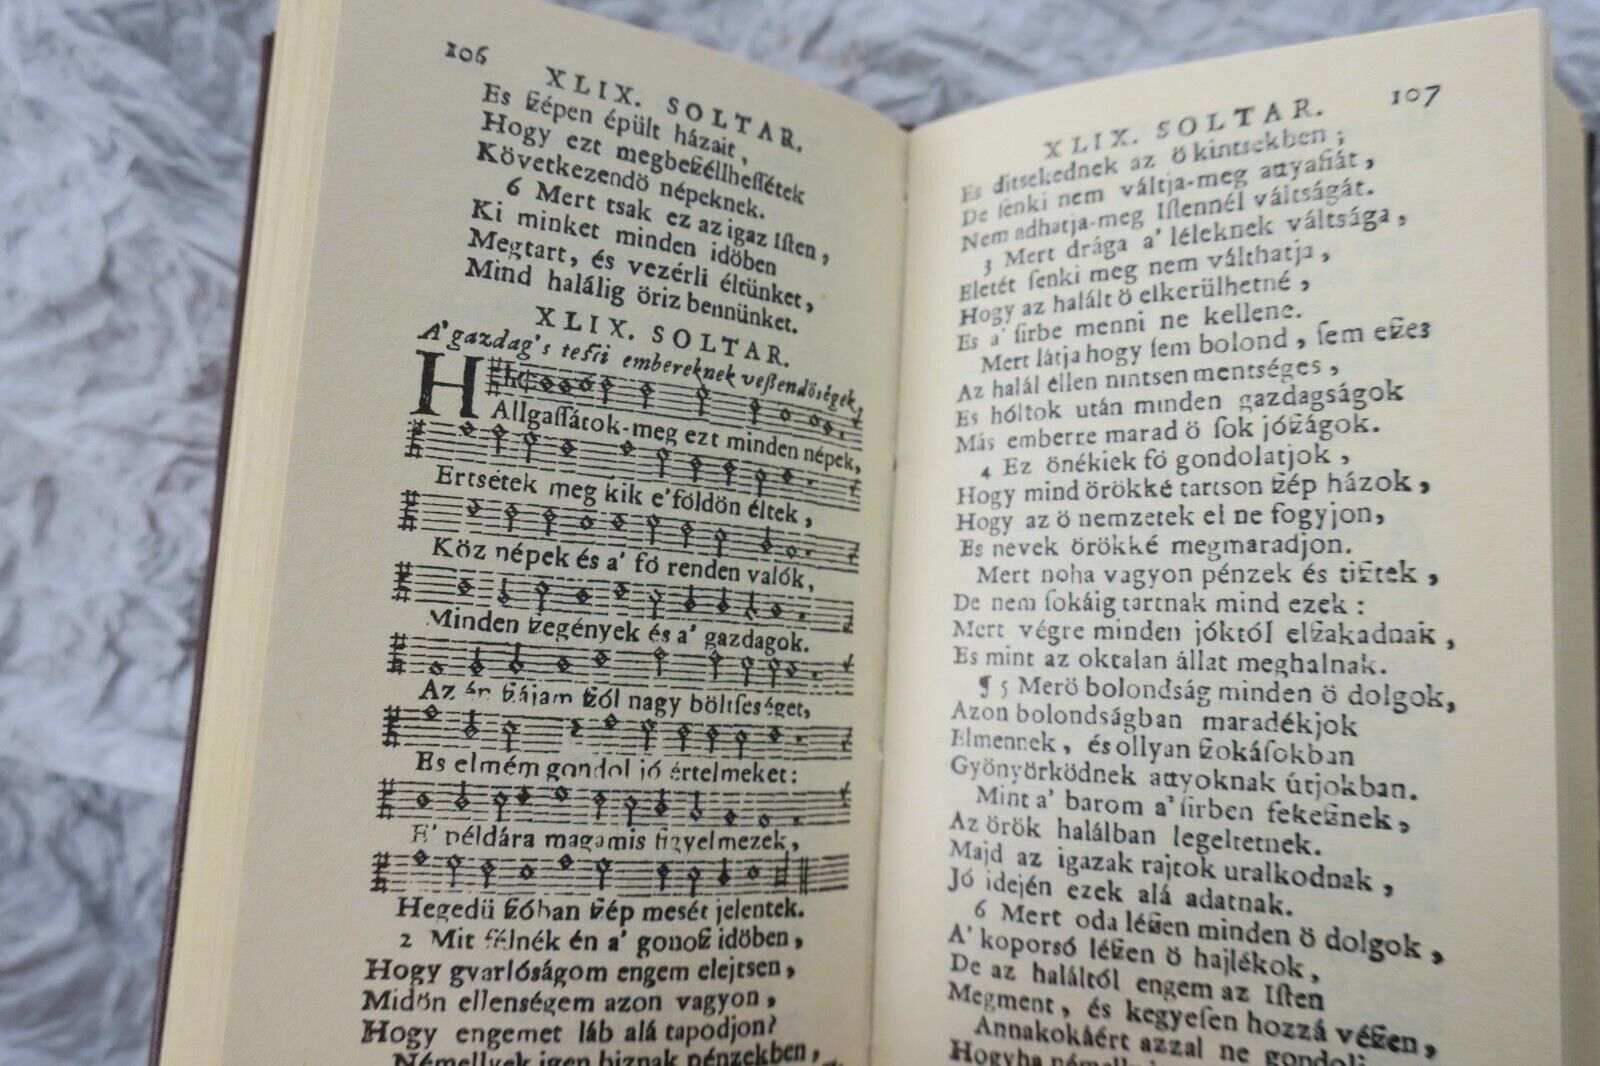 106
XLIX. SOLTAR.
Es ſzépen épült házait,
Hogy ezt megbeſzéllheſſétek
Következendö népeknek.
6 Mert tsak ez az igaz Iſten,
Ki minket minden idöben
Megtart, és vezérli éltünket,
Mind halálig öriz bennünket.
XLIX. SOLTAR.
A' gazdag's teſti embereknek veſzendöségek,
HAllgaſſátok-meg ezt minden népek,
Ertsétek meg kik e' földön éltek,
Köz népek és a' fö renden valók,
Minden ſzegények és a' gazdagok.
Az én ſzájam ſzól nagy böltſeséget,
Es elmém gondol jó értelmeket:
E' példára magamis figyelmezek,
Hegedü ſzóban ſzép mesét jelentek.
2 Mit félnék én a' gonoſz idöben,
Hogy gyarlóságom engem elejtsen,
Midön ellenségem azon vagyon,
Hogy engemet láb alá tapodjon?
Némellyek igen biznak pénzekben,
107
XLIX. SOLTAR.
Es ditsekednek az ö kintsekben;
De ſenki nem váltja-meg attyafiát,
Nem adhatja-meg Iſtennél váltságát.
3 Mert drága a' léleknek váltsága,
Eletét ſenki meg nem válthatja,
Hogy az halált ö elkerülhetné,
Es a' ſirbe menni ne kellene.
Mert látja hogy ſem bolond, ſem eſzes
Az halál éllen nintsen mentséges,
Es hóltok után minden gazdagságok
Más emberre marad ö ſok jóſzágok.
4 Ez önékiek fö gondolatjok,
Hogy mind örökké tartson ſzép házok,
Hogy az ö nemzetek el ne fogyjon,
Es nevek örökké megmaradjon.
Mert noha vagyon pénzek és tiſztek,
De nem ſokáig tartnak mind ezek:
Mert végre minden jóktól elſzakadnak,
Es mint az oktalan állat meghalnak.
¶ 5 Merö bolondság minden ö dolgok,
Azon bolondságban maradékjok
Elmennek, és ollyan ſzokáſokban
Gyönyörködnek attyoknak útjokban.
Mint a' barom a' ſirben fekeſznek,
Az örök halálban legeltetnek.
Majd az igazak rajtok uralkodnak,
Jó idején ezek alá adatnak.
6 Mert oda léſzen minden ö dolgok,
A' koporsó léſzen ö hajlékok,
De az haláltól engem az Iſten
Megment, és kegyeſen hozzá véſzen,
Annakokáért azzal ne gondolj
Hogyha